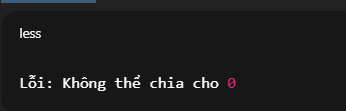 less
Lỗi: Không thể chia cho 0